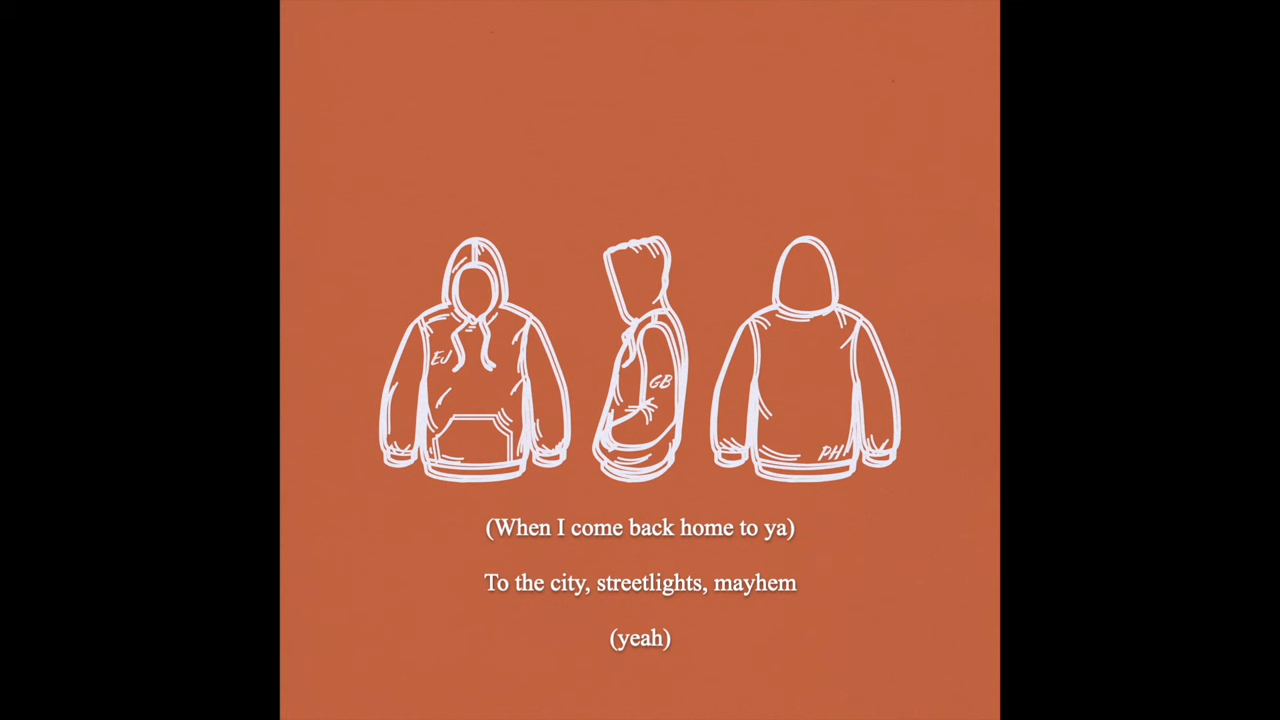 EJ
GB
PH
(When I come back home to ya)
To the city, streetlights, mayhem
(yeah)